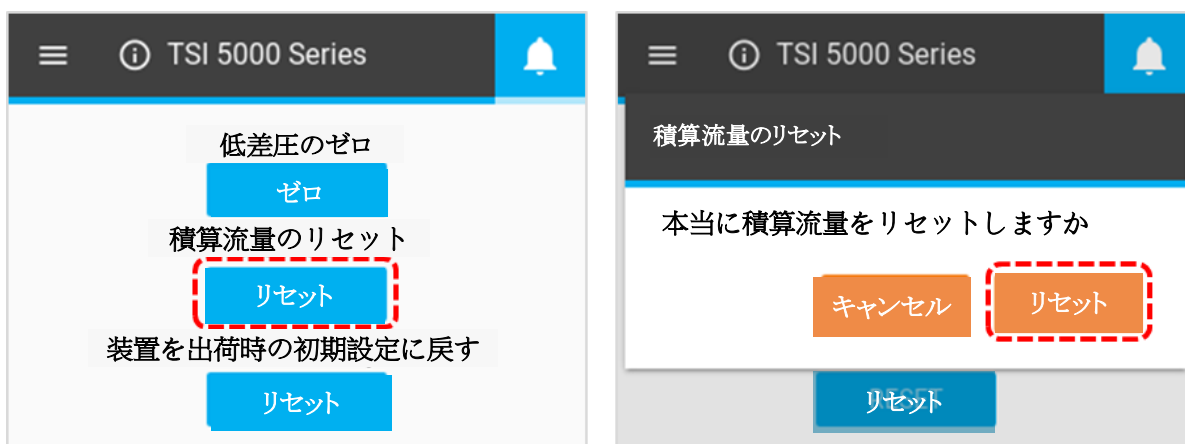 TSI 5000 Series
低差圧のゼロ
ゼロ
積算流量のリセット
リセット
装置を出荷時の初期設定に戻す
リセット
TSI 5000 Series
積算流量のリセット
本当に積算流量をリセットしますか
キャンセル
リセット
リセット